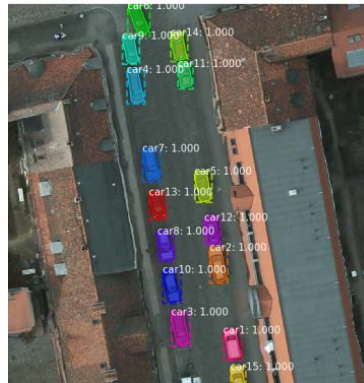 car6: 1.000
car9: 1.000
car14: 1.000
car4: 1.000
car11: 1.000
car7: 1.000
car5: 1.000
car13: 1.000
car12: 1.000
car8: 1.000
car2: 1.000
car10: 1.000
car3: 1.000
car1: 1.000
car15: 1.000